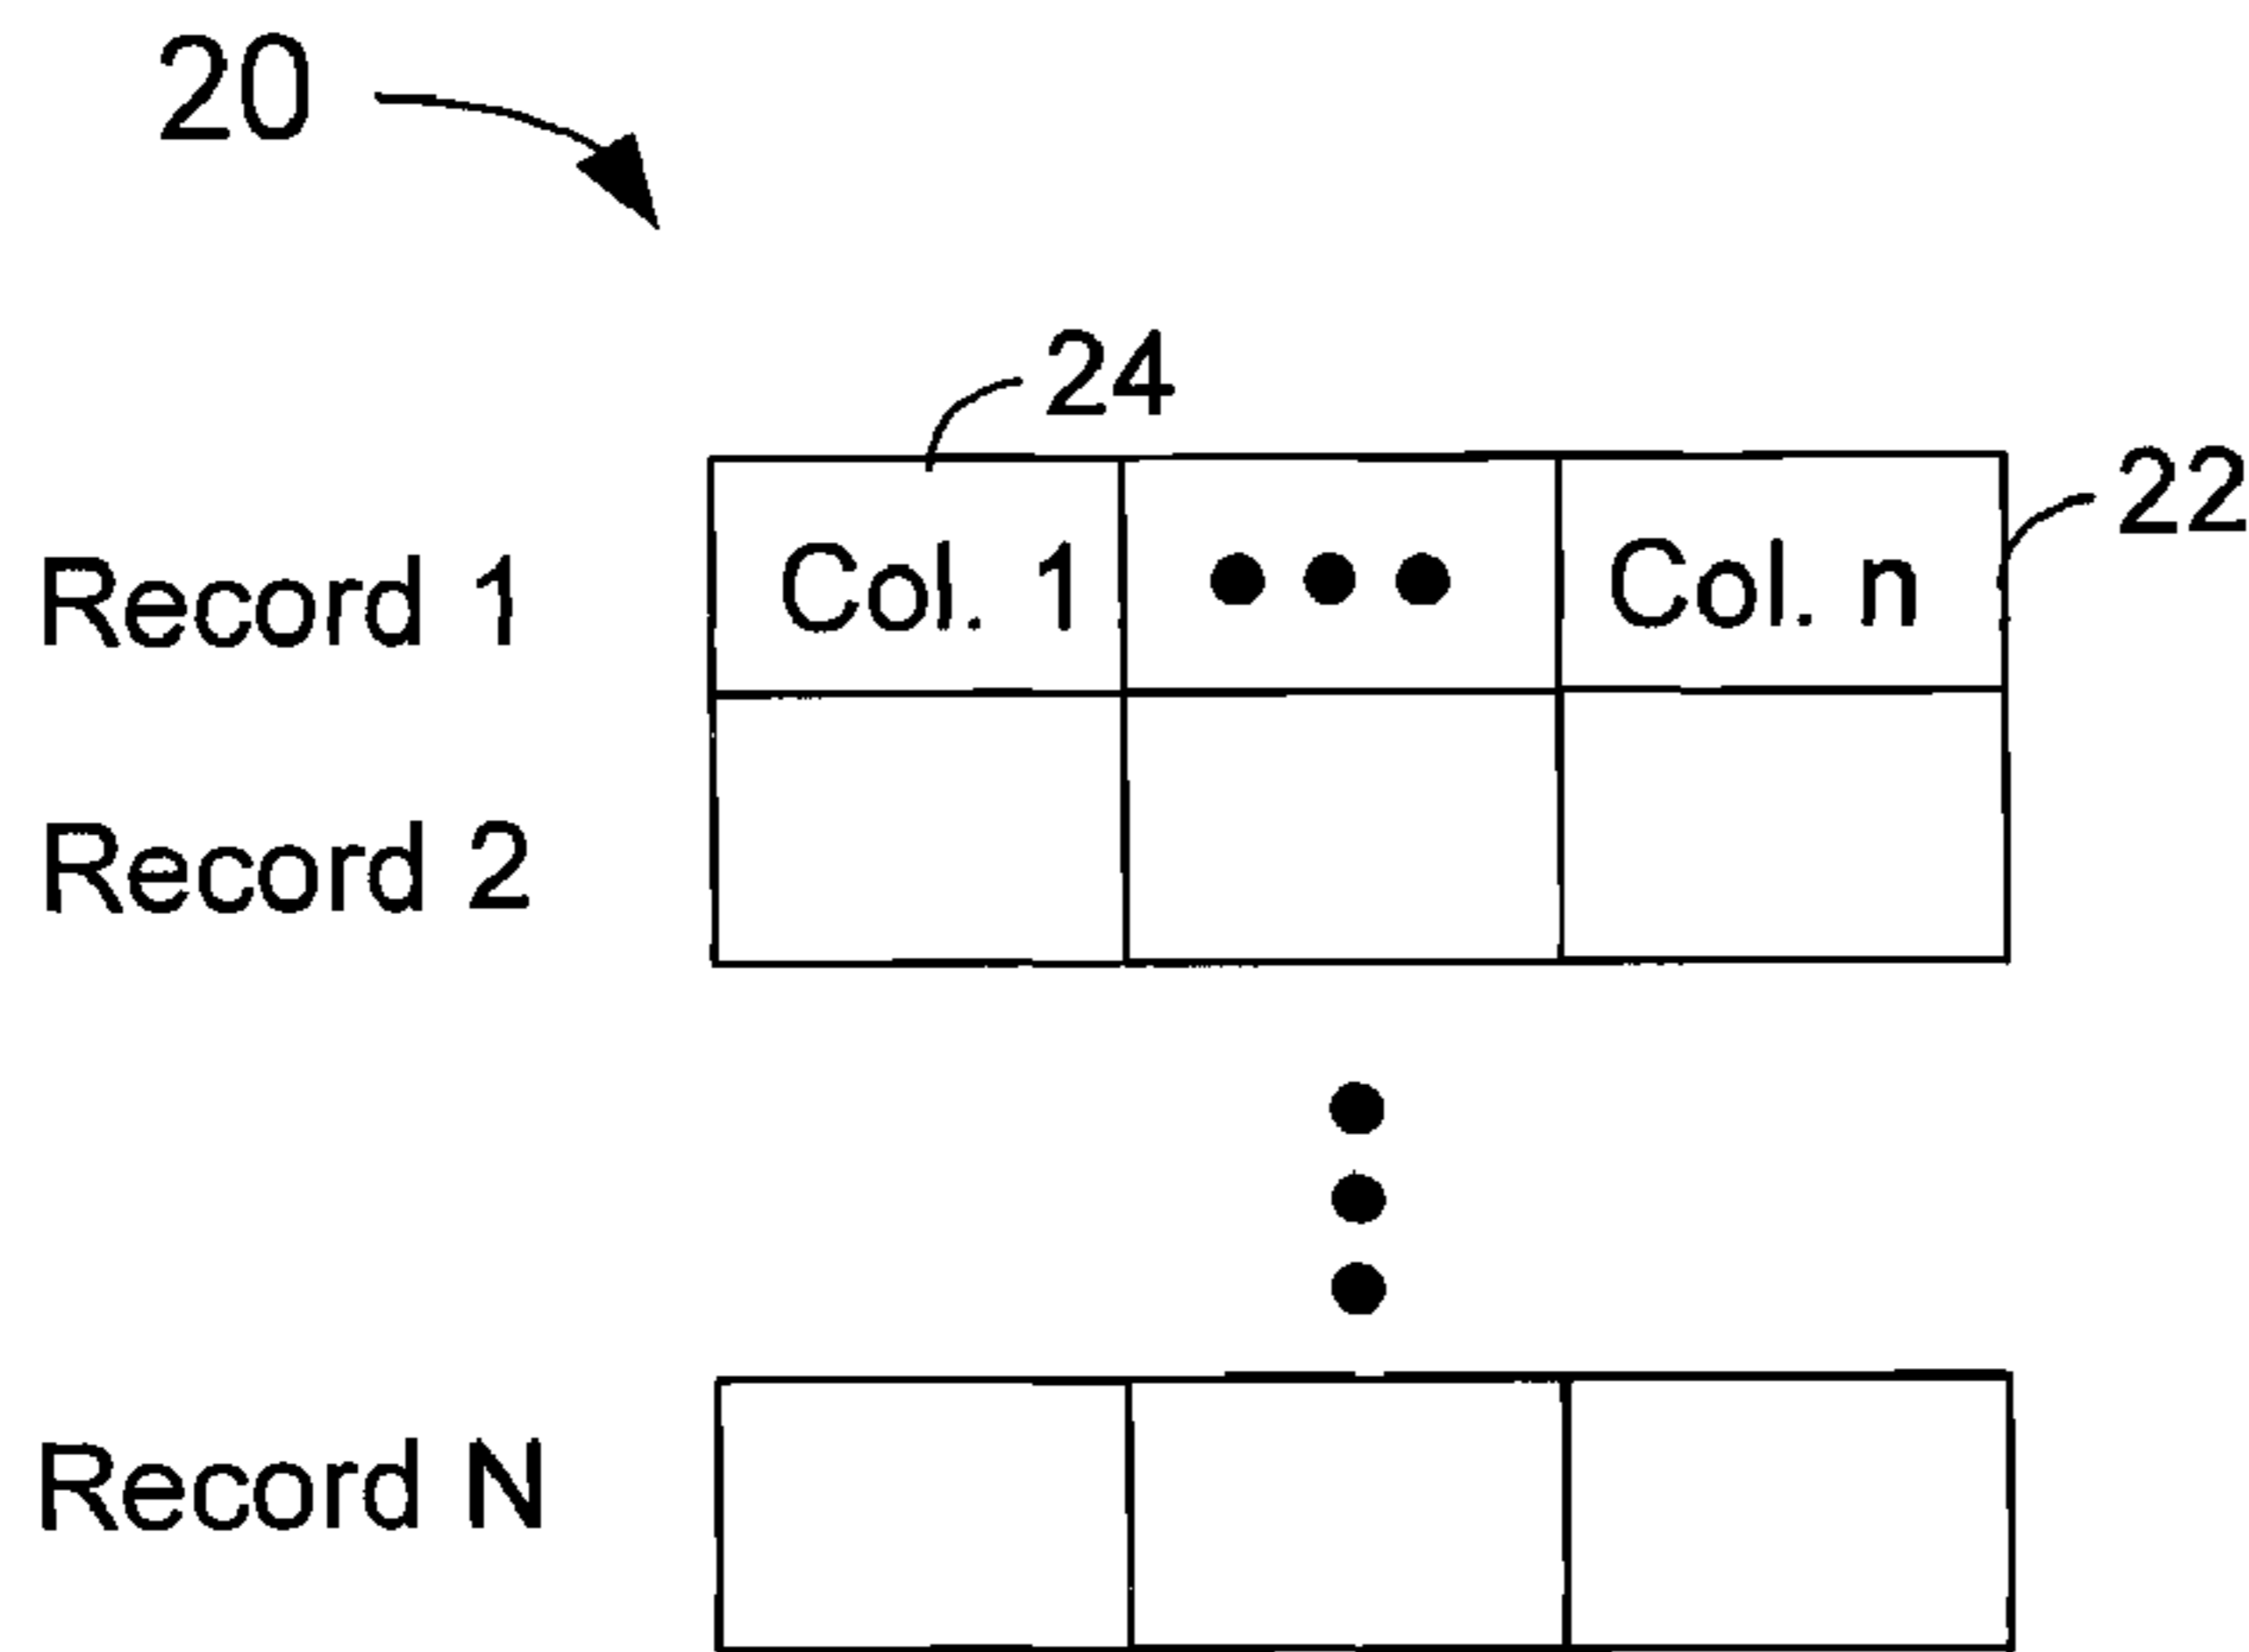 20
24
22
Record 1 Col. 1 ● ● ● Col. n
Record 2
Record N